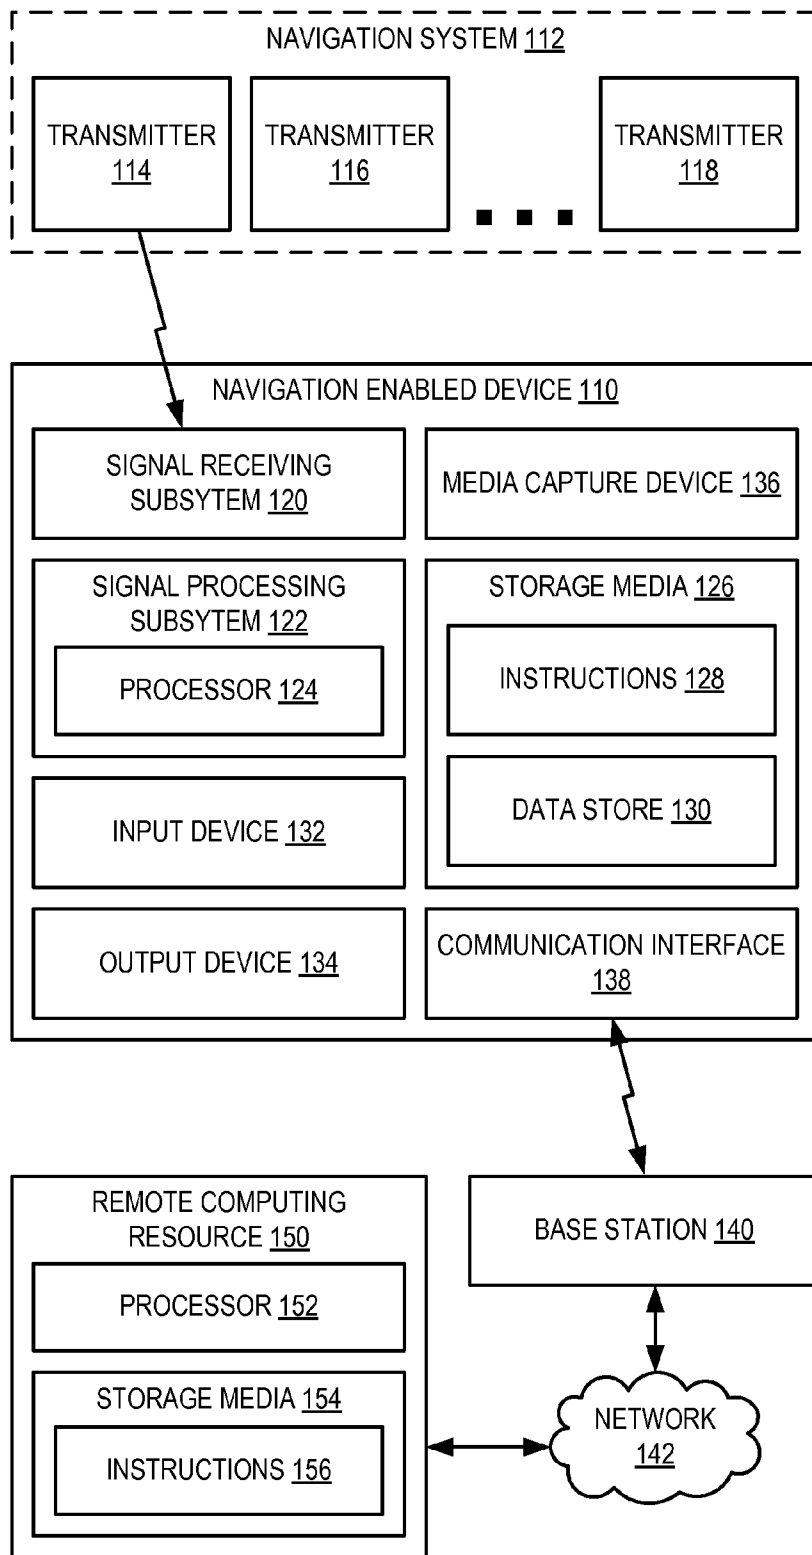 NAVIGATION SYSTEM 112
TRANSMITTER
114
TRANSMITTER
116
TRANSMITTER
118
NAVIGATION ENABLED DEVICE 110
SIGNAL RECEIVING
SUBSYTEM 120
MEDIA CAPTURE DEVICE 136
SIGNAL PROCESSING
SUBSYTEM 122
PROCESSOR 124
STORAGE MEDIA 126
INSTRUCTIONS 128
DATA STORE 130
INPUT DEVICE 132
OUTPUT DEVICE 134
COMMUNICATION INTERFACE
138
REMOTE COMPUTING
RESOURCE 150
PROCESSOR 152
STORAGE MEDIA 154
INSTRUCTIONS 156
BASE STATION 140
NETWORK
142